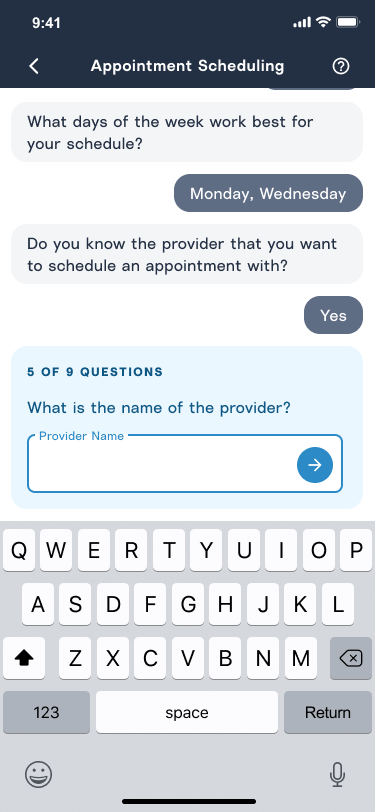 9:41
Appointment Scheduling
What days of the week work best for
your schedule?
Monday, Wednesday
Do you know the provider that you want
to schedule an appointment with?
Yes
5 OF 9 QUESTIONS
What is the name of the provider?
Provider Name
Q W E R T Y U I O P
A S D F G H J K L
Z X C V B N M
123 space Return